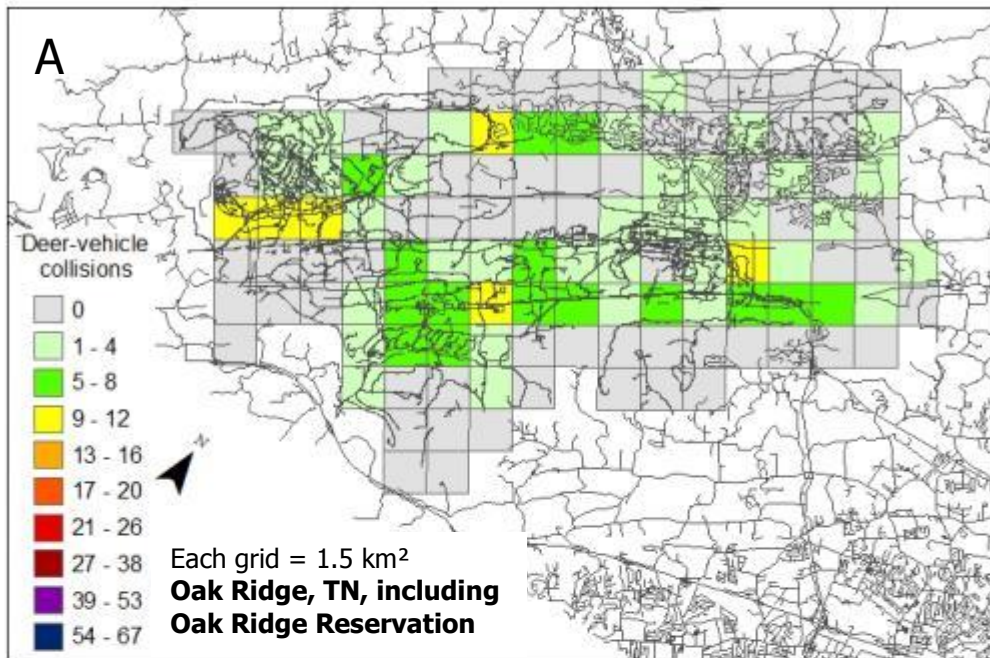 A
Deer-vehicle
collisions
0
1 - 4
5 - 8
9 - 12
13 - 16
17 - 20
21 - 26
27 - 38
39 - 53
54 - 67
N
Each grid = 1.5 km²
Oak Ridge, TN, including
Oak Ridge Reservation